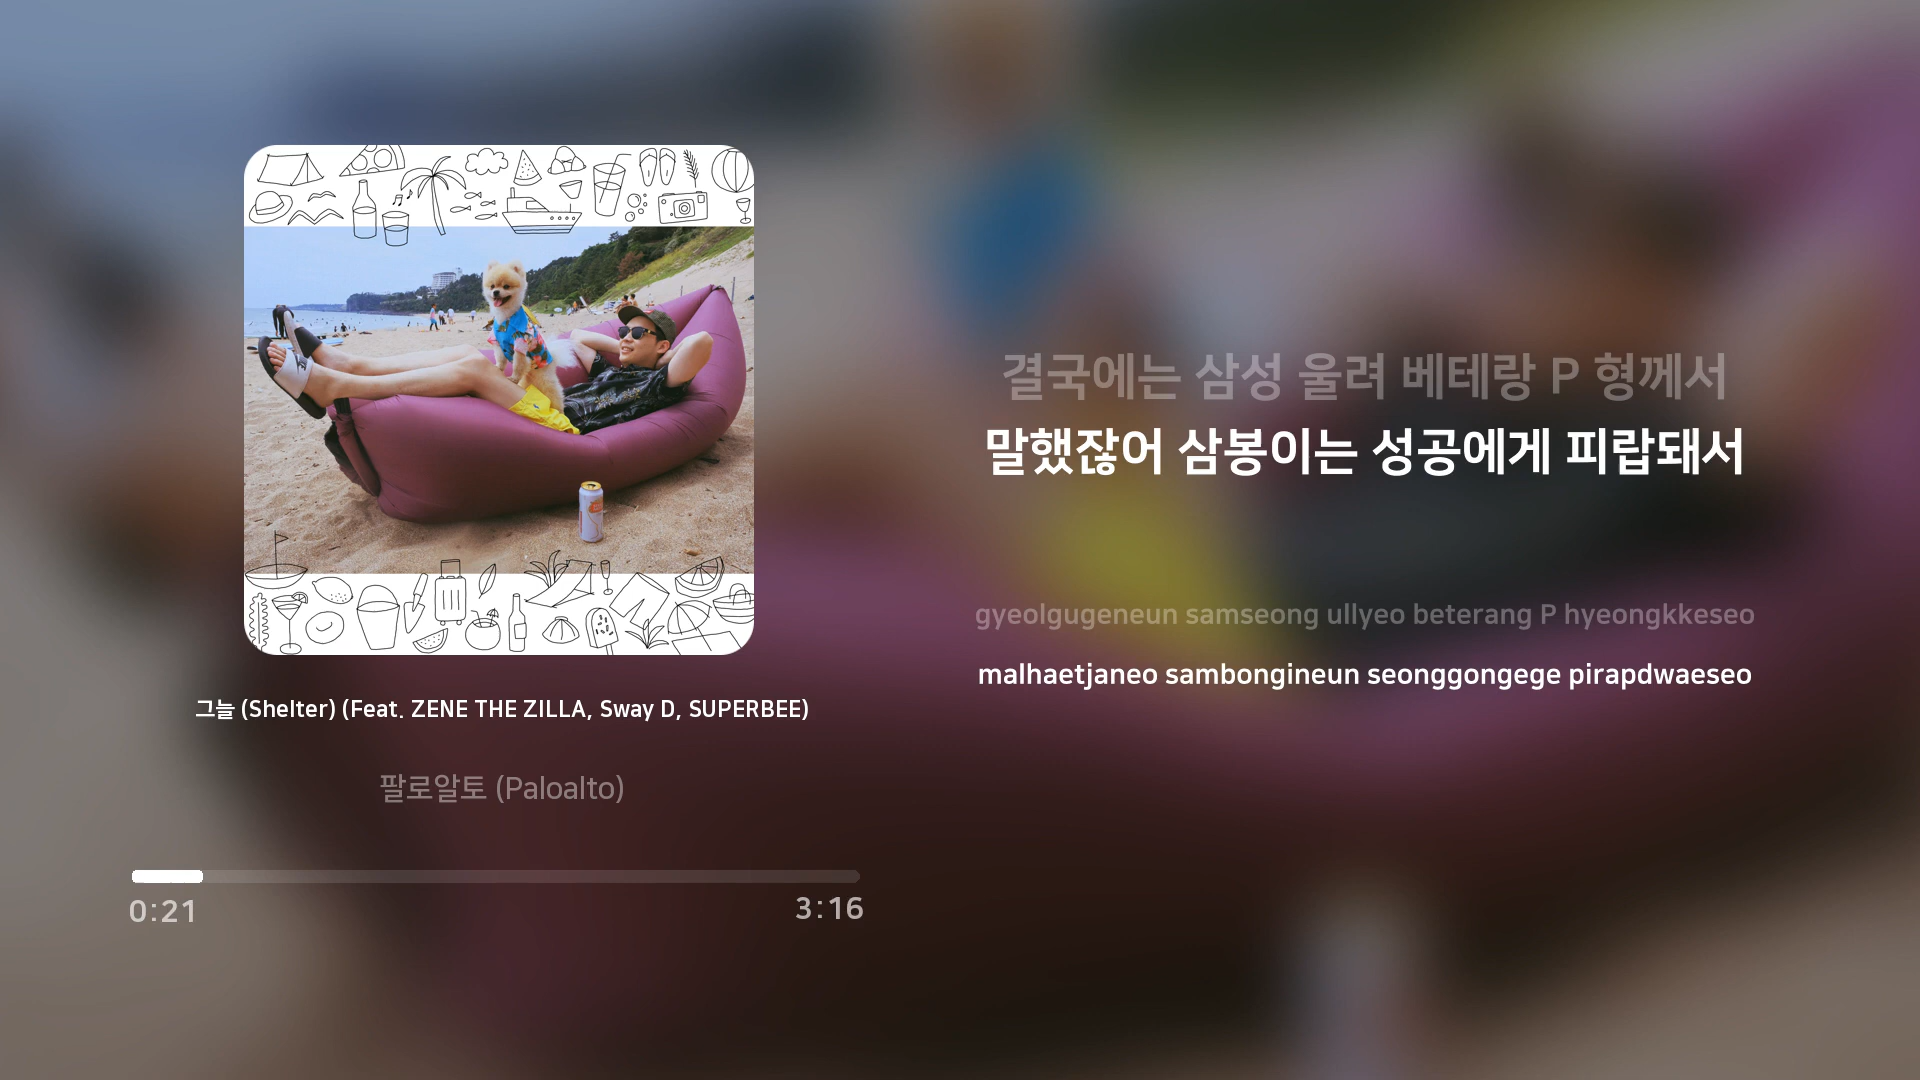 그늘 (Shelter) (Feat. ZENE THE ZILLA, Sway D, SUPERBEE)
팔로알토 (Paloalto)
0:21
3:16
결국에는 삼성 울려 베테랑 P 형께서
말했잖어 삼봉이는 성공에게 피랍돼서
gyeolgugeneun samseong ullyeo beterang P hyeongkkeseo
malhaetjaneo sambongineun seonggongege pirapdwaeseo